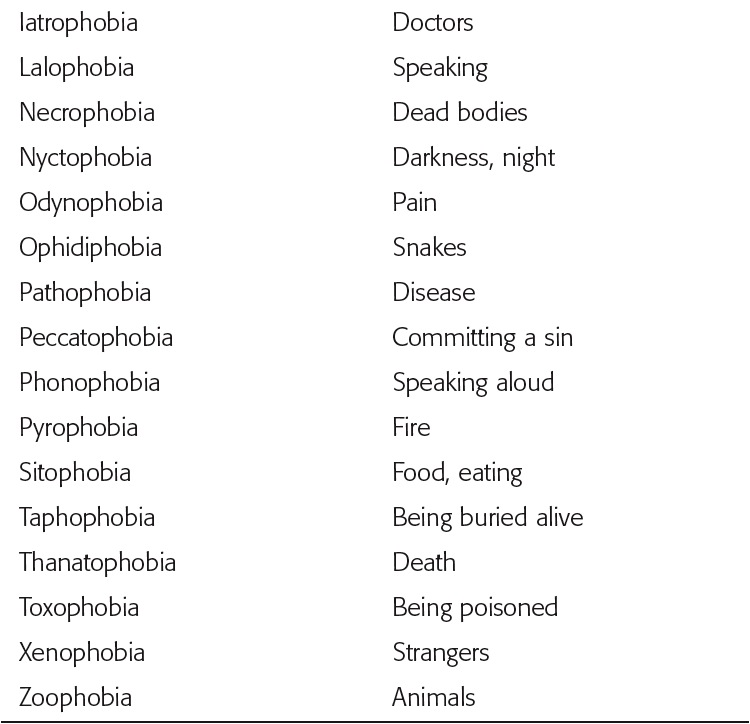 Iatrophobia Doctors
Lalophobia Speaking
Necrophobia Dead bodies
Nyctophobia Darkness, night
Odynophobia Pain
Ophidiphobia Snakes
Pathophobia Disease
Peccatophobia Committing a sin
Phonophobia Speaking aloud
Pyrophobia Fire
Sitophobia Food, eating
Taphophobia Being buried alive
Thanatophobia Death
Toxophobia Being poisoned
Xenophobia Strangers
Zoophobia Animals